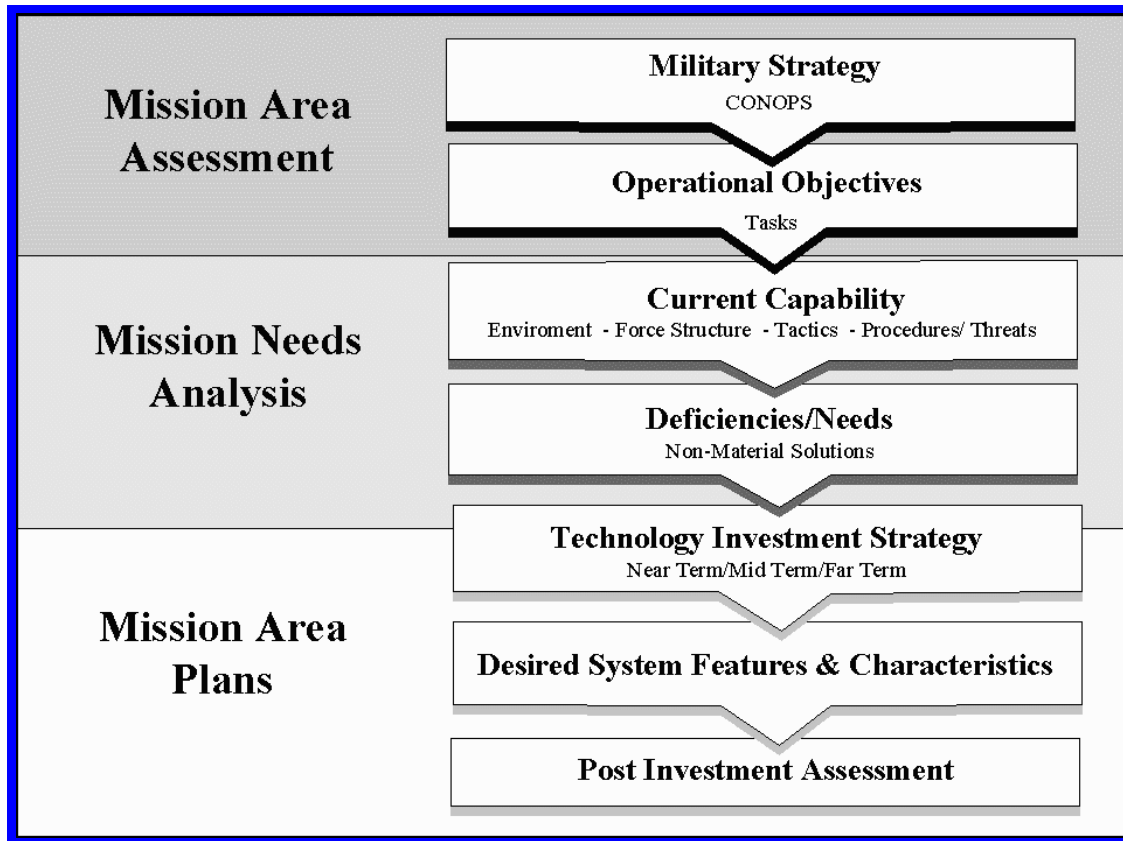 Mission Area
Assessment
Military Strategy
CONOPS
Operational Objectives
Tasks
Mission Needs
Analysis
Current Capability
Enviroment - Force Structure - Tactics - Procedures/ Threats
Deficiencies/Needs
Non-Material Solutions
Mission Area
Plans
Technology Investment Strategy
Near Term/Mid Term/Far Term
Desired System Features & Characteristics
Post Investment Assessment